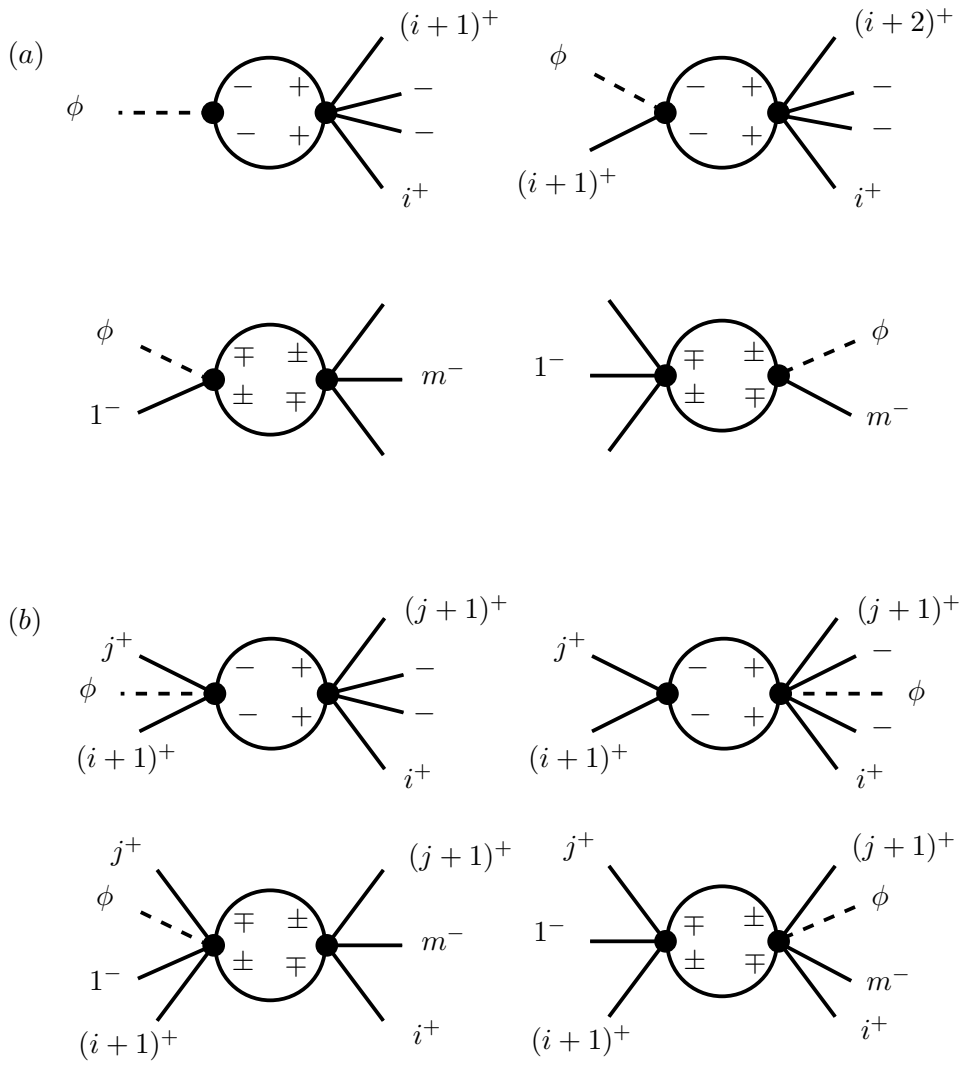 (a)
ϕ − − + + (i+1)⁺ − − i⁺
ϕ (i+1)⁺ − − + + (i+2)⁺ − − i⁺
ϕ 1⁻ ∓ ± ± ∓ m⁻
1⁻ ∓ ± ± ∓ ϕ m⁻
(b)
j⁺ ϕ (i+1)⁺ − − + + (j+1)⁺ − − i⁺
j⁺ (i+1)⁺ − − + + (j+1)⁺ − ϕ − i⁺
j⁺ ϕ 1⁻ (i+1)⁺ ∓ ± ± ∓ (j+1)⁺ m⁻ i⁺
j⁺ 1⁻ (i+1)⁺ ∓ ± ± ∓ (j+1)⁺ ϕ m⁻ i⁺